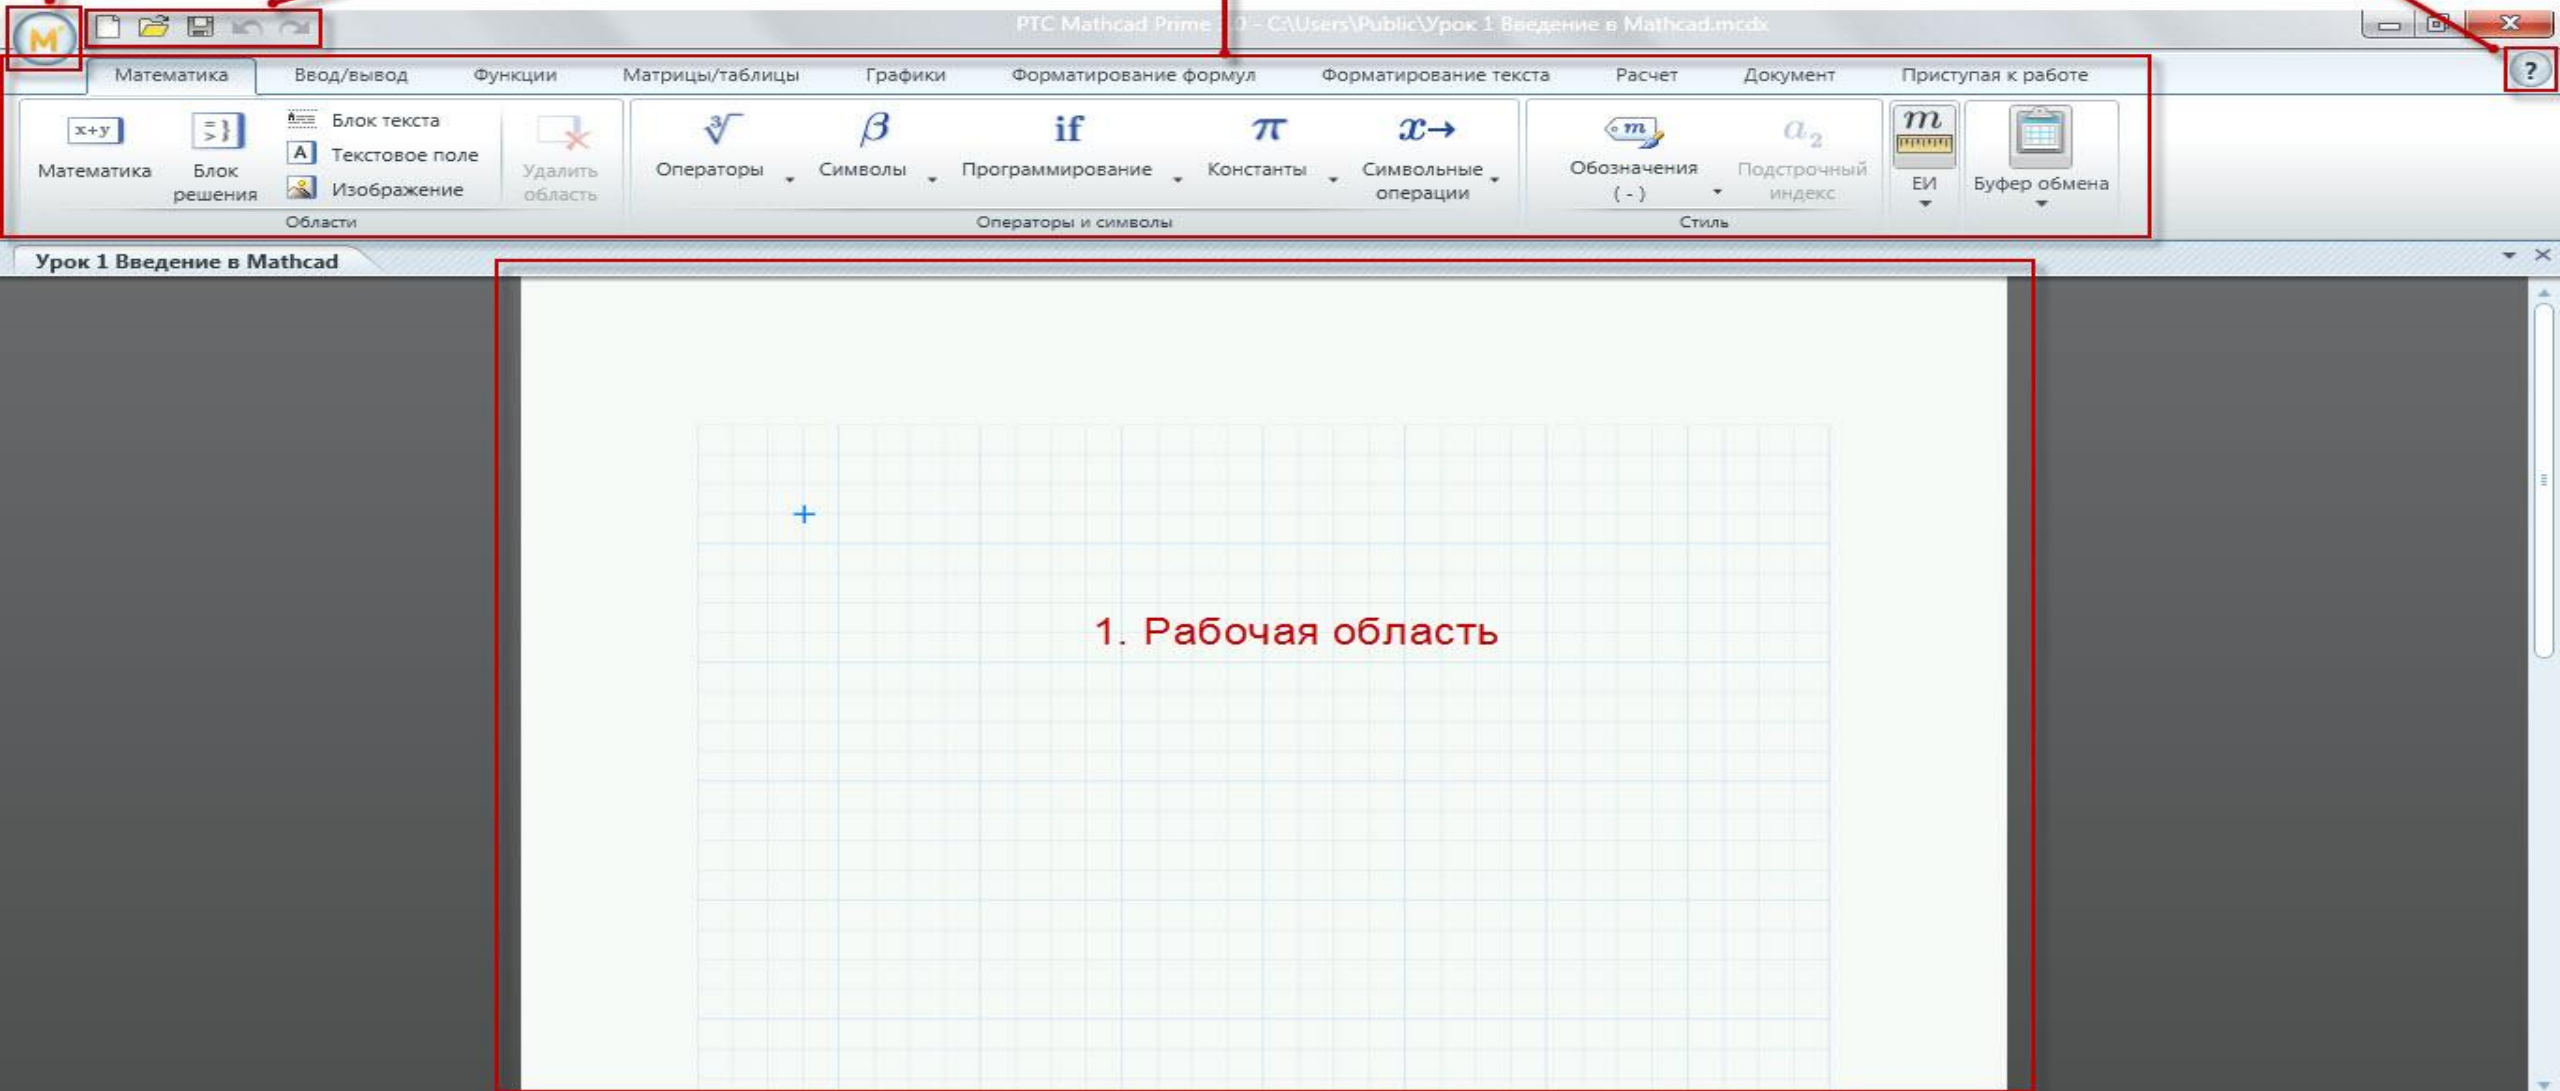 PTC Mathcad Prime .0 - C:\Users\Public\Урок 1 Введение в Mathcad.mcdx
Математика Ввод/вывод Функции Матрицы/таблицы Графики Форматирование формул Форматирование текста Расчет Документ Приступая к работе ?
x+y Блок текста ∛ β if π x→ m a₂ m
Математика Блок решения Текстовое поле Удалить область Операторы Символы Программирование Константы Символьные операции Обозначения ( - ) Подстрочный индекс ЕИ Буфер обмена
Изображение
Области Операторы и символы Стиль
Урок 1 Введение в Mathcad
1. Рабочая область